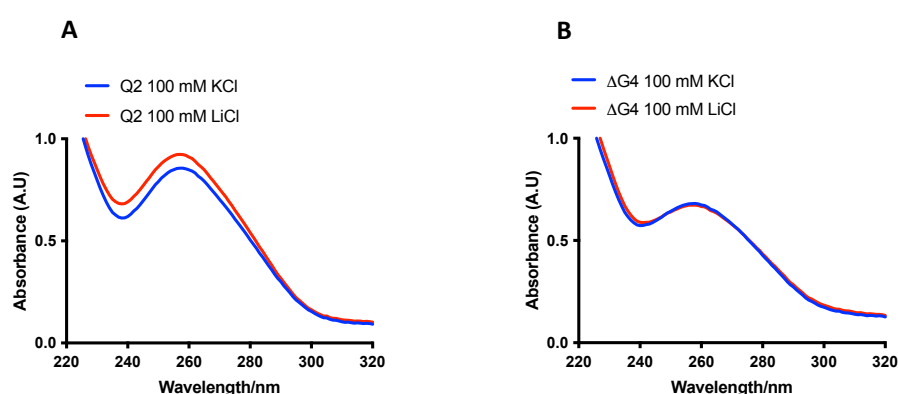 A
Q2 100 mM KCl
Q2 100 mM LiCl
Absorbance (A.U)
1.0
0.5
0.0
220 240 260 280 300 320
Wavelength/nm
B
ΔG4 100 mM KCl
ΔG4 100 mM LiCl
Absorbance (A.U)
1.0
0.5
0.0
220 240 260 280 300 320
Wavelength/nm